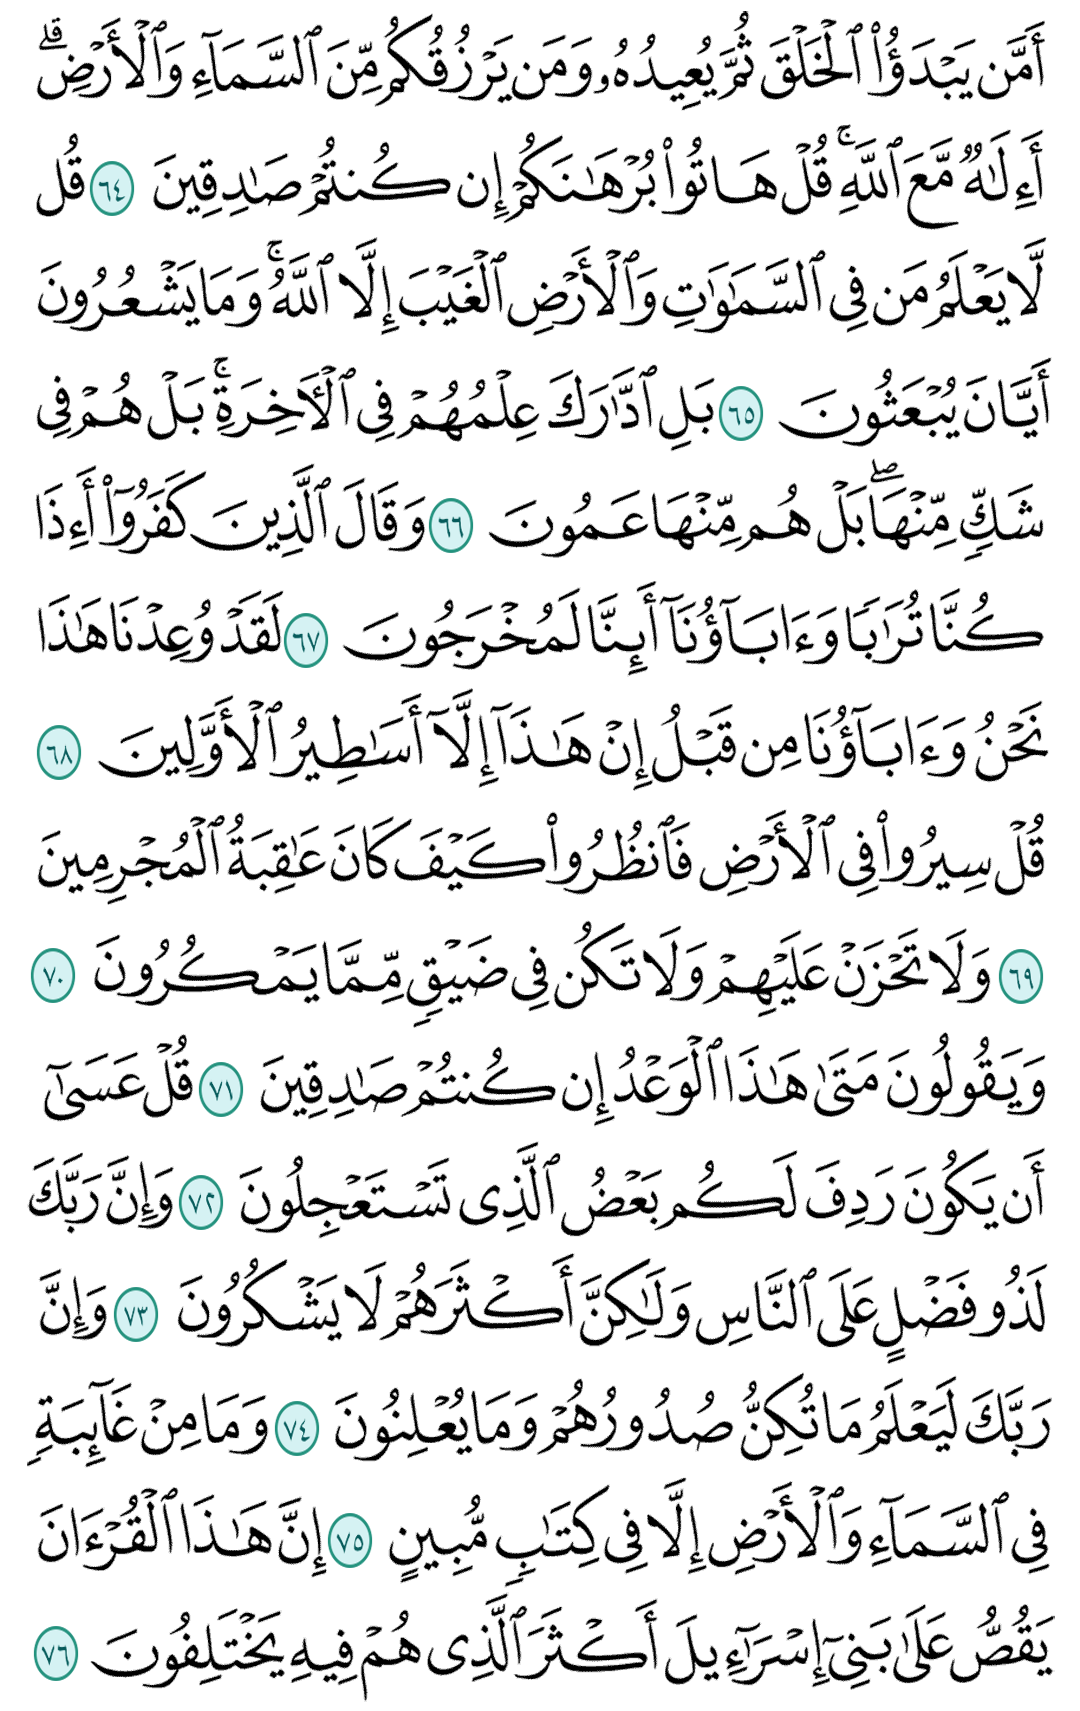 أَمَّن يَبْدَؤُا۟ ٱلْخَلْقَ ثُمَّ يُعِيدُهُۥ وَمَن يَرْزُقُكُم مِّنَ ٱلسَّمَآءِ وَٱلْأَرْضِ ۗ
أَءِلَٰهٌ مَّعَ ٱللَّهِ ۚ قُلْ هَاتُوا۟ بُرْهَٰنَكُمْ إِن كُنتُمْ صَٰدِقِينَ ٦٤ قُل
لَّا يَعْلَمُ مَن فِى ٱلسَّمَٰوَٰتِ وَٱلْأَرْضِ ٱلْغَيْبَ إِلَّا ٱللَّهُ ۚ وَمَا يَشْعُرُونَ
أَيَّانَ يُبْعَثُونَ ٦٥ بَلِ ٱدَّٰرَكَ عِلْمُهُمْ فِى ٱلْءَاخِرَةِ ۚ بَلْ هُمْ فِى
شَكٍّ مِّنْهَا ۖ بَلْ هُم مِّنْهَا عَمُونَ ٦٦ وَقَالَ ٱلَّذِينَ كَفَرُوٓا۟ أَءِذَا
كُنَّا تُرَٰبًا وَءَابَآؤُنَآ أَئِنَّا لَمُخْرَجُونَ ٦٧ لَقَدْ وُعِدْنَا هَٰذَا
نَحْنُ وَءَابَآؤُنَا مِن قَبْلُ إِنْ هَٰذَآ إِلَّآ أَسَٰطِيرُ ٱلْأَوَّلِينَ ٦٨
قُلْ سِيرُوا۟ فِى ٱلْأَرْضِ فَٱنظُرُوا۟ كَيْفَ كَانَ عَٰقِبَةُ ٱلْمُجْرِمِينَ
٦٩ وَلَا تَحْزَنْ عَلَيْهِمْ وَلَا تَكُن فِى ضَيْقٍ مِّمَّا يَمْكُرُونَ ٧٠
وَيَقُولُونَ مَتَىٰ هَٰذَا ٱلْوَعْدُ إِن كُنتُمْ صَٰدِقِينَ ٧١ قُلْ عَسَىٰٓ
أَن يَكُونَ رَدِفَ لَكُم بَعْضُ ٱلَّذِى تَسْتَعْجِلُونَ ٧٢ وَإِنَّ رَبَّكَ
لَذُو فَضْلٍ عَلَى ٱلنَّاسِ وَلَٰكِنَّ أَكْثَرَهُمْ لَا يَشْكُرُونَ ٧٣ وَإِنَّ
رَبَّكَ لَيَعْلَمُ مَا تُكِنُّ صُدُورُهُمْ وَمَا يُعْلِنُونَ ٧٤ وَمَا مِنْ غَآئِبَةٍ
فِى ٱلسَّمَآءِ وَٱلْأَرْضِ إِلَّا فِى كِتَٰبٍ مُّبِينٍ ٧٥ إِنَّ هَٰذَا ٱلْقُرْءَانَ
يَقُصُّ عَلَىٰ بَنِىٓ إِسْرَٰٓءِيلَ أَكْثَرَ ٱلَّذِى هُمْ فِيهِ يَخْتَلِفُونَ ٧٦